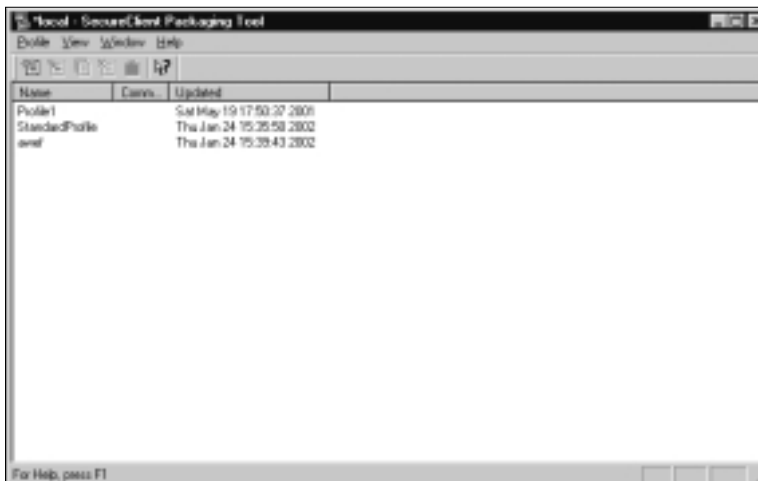 *local - SecureClient Packaging Tool
Profile View Window Help
Name Comm... Updated
Profile1 Sat May 19 17:50:37 2001
StandardProfile Thu Jan 24 15:35:58 2002
Thu Jan 24 15:39:43 2002
For Help, press F1